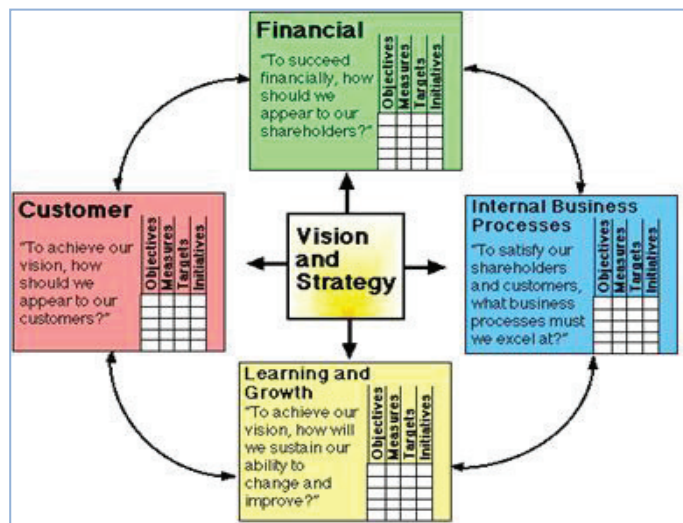 Financial
"To succeed
financially, how
should we
appear to our
shareholders?"
Objectives
Measures
Targets
Initiatives
Customer
"To achieve our
vision, how
should we
appear to our
customers?"
Objectives
Measures
Targets
Initiatives
Vision
and
Strategy
Internal Business
Processes
"To satisfy our
shareholders
and customers,
what business
processes must
we excel at?"
Objectives
Measures
Targets
Initiatives
Learning and
Growth
"To achieve our
vision, how will
we sustain our
ability to
change and
improve?"
Objectives
Measures
Targets
Initiatives